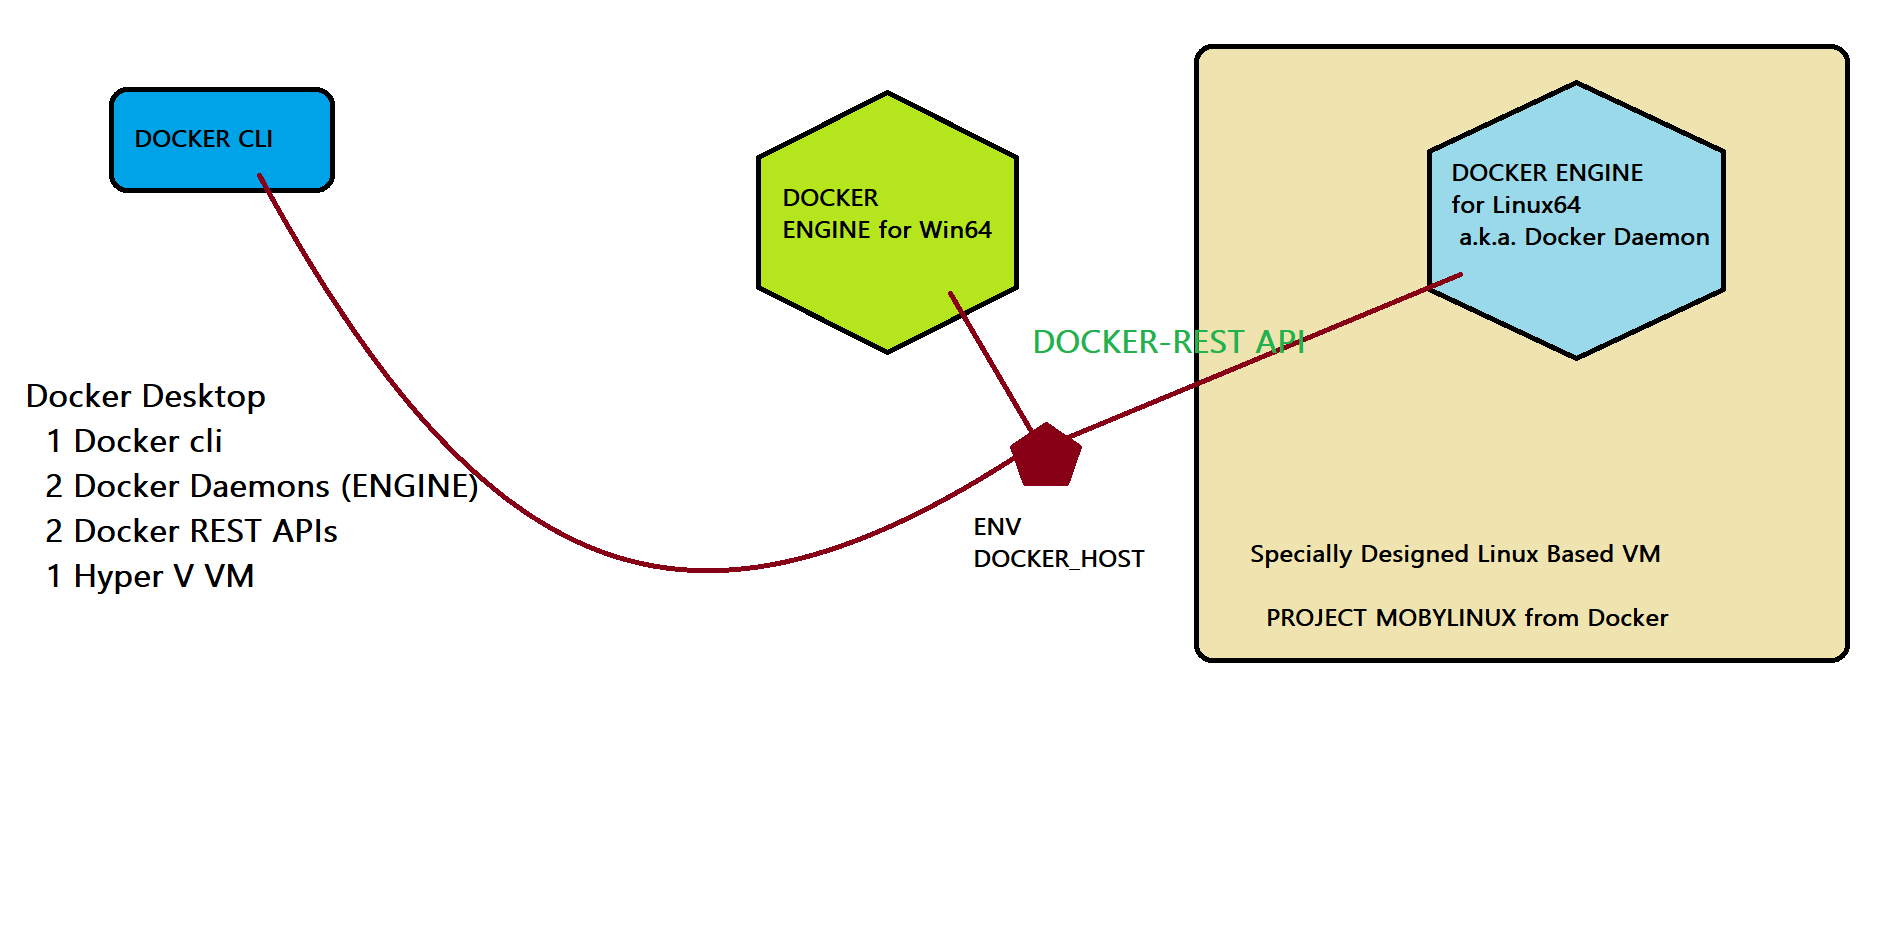 DOCKER CLI
DOCKER
ENGINE for Win64
DOCKER ENGINE
for Linux64
a.k.a. Docker Daemon
DOCKER-REST API
Docker Desktop
1 Docker cli
2 Docker Daemons (ENGINE)
2 Docker REST APIs
1 Hyper V VM
ENV
DOCKER_HOST
Specially Designed Linux Based VM
PROJECT MOBYLINUX from Docker